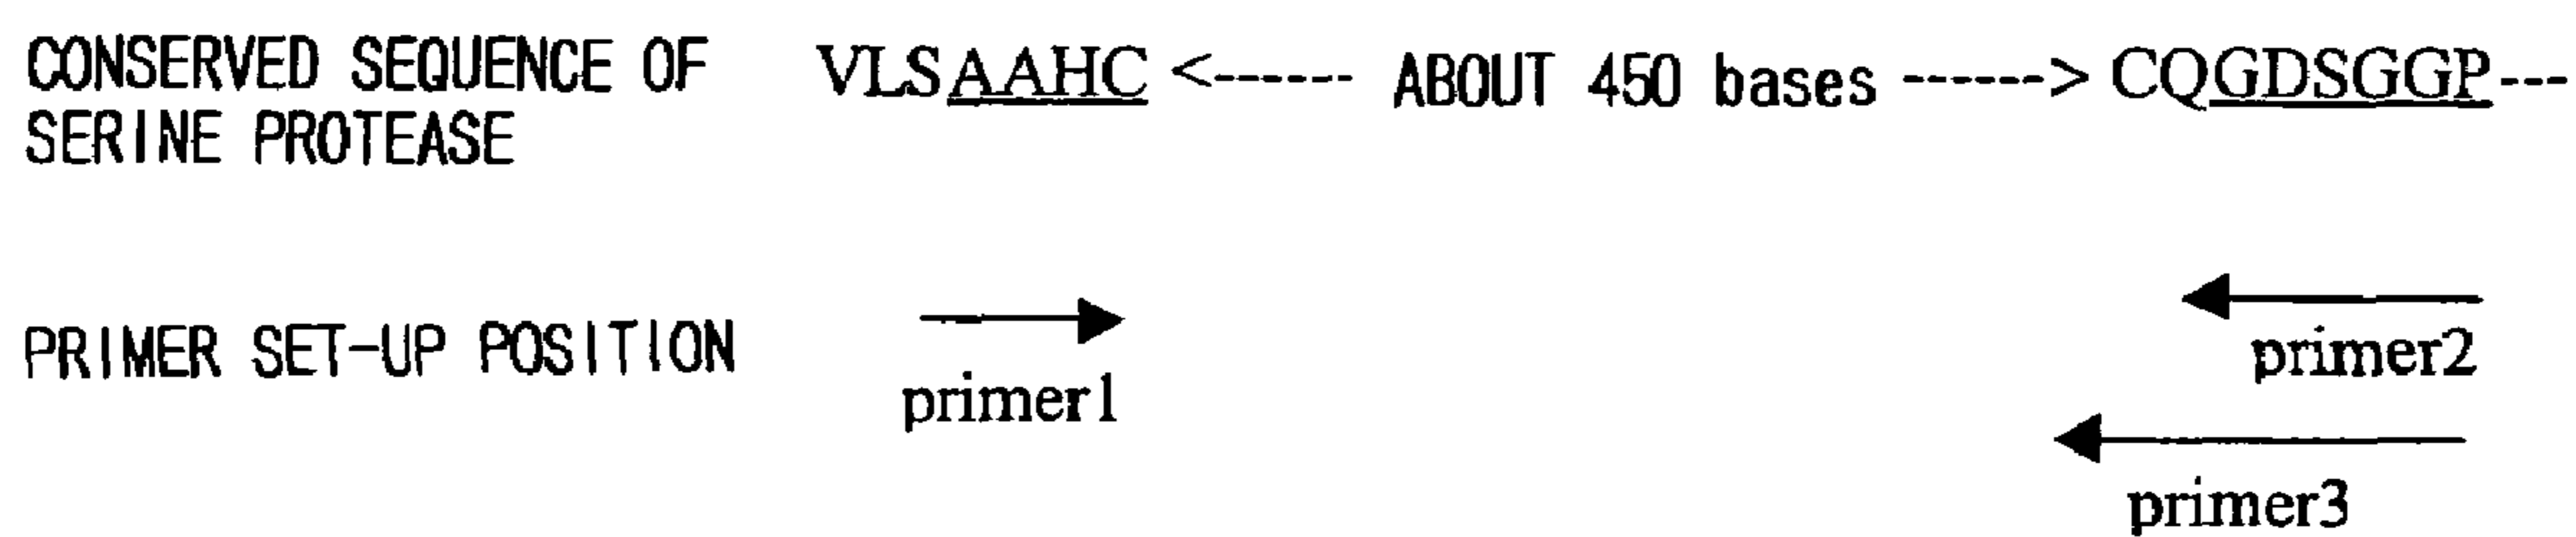 CONSERVED SEQUENCE OF VLSAAHC <------ ABOUT 450 bases ------> CQGDSGGP---
SERINE PROTEASE
PRIMER SET-UP POSITION
primer1
primer2
primer3